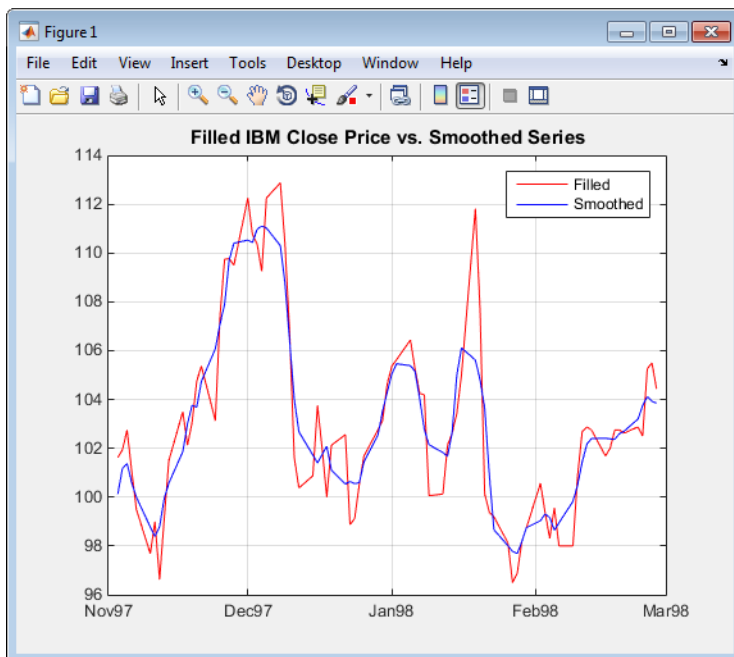 Figure 1
File Edit View Insert Tools Desktop Window Help
Filled IBM Close Price vs. Smoothed Series
114
112
110
108
106
104
102
100
98
96
Filled
Smoothed
Nov97 Dec97 Jan98 Feb98 Mar98